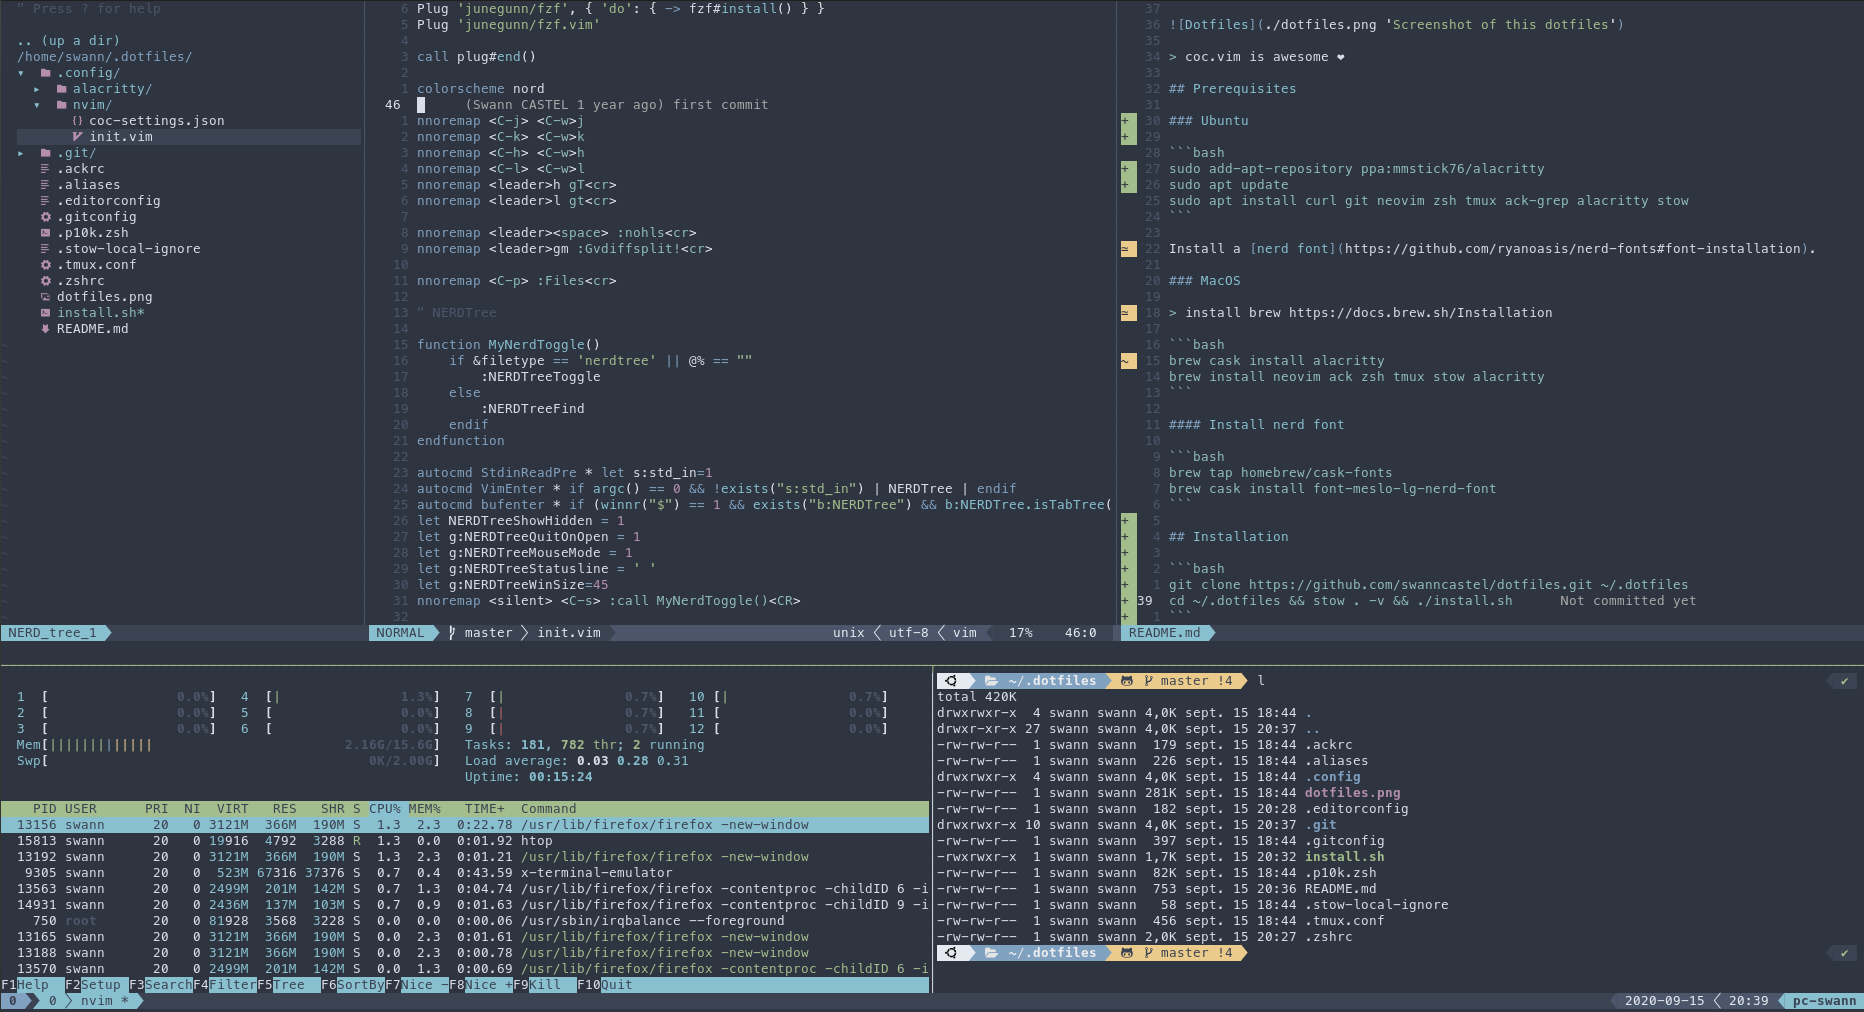 " Press ? for help
.. (up a dir)
/home/swann/.dotfiles/
▾ .config/
▸ alacritty/
▾ nvim/
{} coc-settings.json
init.vim
▸ .git/
.ackrc
.aliases
.editorconfig
.gitconfig
.p10k.zsh
.stow-local-ignore
.tmux.conf
.zshrc
dotfiles.png
install.sh*
README.md
NERD_tree_1
6 Plug 'junegunn/fzf', { 'do': { -> fzf#install() } }
5 Plug 'junegunn/fzf.vim'
4
3 call plug#end()
2
1 colorscheme nord
46 (Swann CASTEL 1 year ago) first commit
1 nnoremap <C-j> <C-w>j
2 nnoremap <C-k> <C-w>k
3 nnoremap <C-h> <C-w>h
4 nnoremap <C-l> <C-w>l
5 nnoremap <leader>h gT<cr>
6 nnoremap <leader>l gt<cr>
7
8 nnoremap <leader><space> :nohls<cr>
9 nnoremap <leader>gm :Gvdiffsplit!<cr>
10
11 nnoremap <C-p> :Files<cr>
12
13 " NERDTree
14
15 function MyNerdToggle()
16 if &filetype == 'nerdtree' || @% == ""
17 :NERDTreeToggle
18 else
19 :NERDTreeFind
20 endif
21 endfunction
22
23 autocmd StdinReadPre * let s:std_in=1
24 autocmd VimEnter * if argc() == 0 && !exists("s:std_in") | NERDTree | endif
25 autocmd bufenter * if (winnr("$") == 1 && exists("b:NERDTree") && b:NERDTree.isTabTree(
26 let NERDTreeShowHidden = 1
27 let g:NERDTreeQuitOnOpen = 1
28 let g:NERDTreeMouseMode = 1
29 let g:NERDTreeStatusline = ' '
30 let g:NERDTreeWinSize=45
31 nnoremap <silent> <C-s> :call MyNerdToggle()<CR>
32
NORMAL master init.vim unix utf-8 vim 17% 46:0
37
36 ![Dotfiles](./dotfiles.png 'Screenshot of this dotfiles')
35
34 > coc.vim is awesome ❤
33
32 ## Prerequisites
31
+ 30 ### Ubuntu
+ 29
28 ```bash
+ 27 sudo add-apt-repository ppa:mmstick76/alacritty
+ 26 sudo apt update
25 sudo apt install curl git neovim zsh tmux ack-grep alacritty stow
24 ```
23
≃ 22 Install a [nerd font](https://github.com/ryanoasis/nerd-fonts#font-installation).
21
20 ### MacOS
19
≃ 18 > install brew https://docs.brew.sh/Installation
17
16 ```bash
~ 15 brew cask install alacritty
14 brew install neovim ack zsh tmux stow alacritty
13 ```
12
11 #### Install nerd font
10
9 ```bash
8 brew tap homebrew/cask-fonts
7 brew cask install font-meslo-lg-nerd-font
6 ```
+ 5
+ 4 ## Installation
+ 3
+ 2 ```bash
+ 1 git clone https://github.com/swanncastel/dotfiles.git ~/.dotfiles
+ 39 cd ~/.dotfiles && stow . -v && ./install.sh Not committed yet
+ 1 ```
README.md
1 [ 0.0%] 4 [| 1.3%] 7 [| 0.7%] 10 [| 0.7%]
2 [ 0.0%] 5 [ 0.0%] 8 [| 0.7%] 11 [ 0.0%]
3 [ 0.0%] 6 [ 0.0%] 9 [| 0.7%] 12 [ 0.0%]
Mem[||||||||||||| 2.16G/15.6G] Tasks: 181, 782 thr; 2 running
Swp[ 0K/2.00G] Load average: 0.03 0.28 0.31
Uptime: 00:15:24
PID USER PRI NI VIRT RES SHR S CPU% MEM% TIME+ Command
13156 swann 20 0 3121M 366M 190M S 1.3 2.3 0:22.78 /usr/lib/firefox/firefox -new-window
15813 swann 20 0 19916 4792 3288 R 1.3 0.0 0:01.92 htop
13192 swann 20 0 3121M 366M 190M S 1.3 2.3 0:01.21 /usr/lib/firefox/firefox -new-window
9305 swann 20 0 523M 67316 37376 S 0.7 0.4 0:43.59 x-terminal-emulator
13563 swann 20 0 2499M 201M 142M S 0.7 1.3 0:04.74 /usr/lib/firefox/firefox -contentproc -childID 6 -i
14931 swann 20 0 2436M 137M 103M S 0.7 0.9 0:01.63 /usr/lib/firefox/firefox -contentproc -childID 9 -i
750 root 20 0 81928 3568 3228 S 0.0 0.0 0:00.06 /usr/sbin/irqbalance --foreground
13165 swann 20 0 3121M 366M 190M S 0.0 2.3 0:01.61 /usr/lib/firefox/firefox -new-window
13188 swann 20 0 3121M 366M 190M S 0.0 2.3 0:00.78 /usr/lib/firefox/firefox -new-window
13570 swann 20 0 2499M 201M 142M S 0.0 1.3 0:00.69 /usr/lib/firefox/firefox -contentproc -childID 6 -i
F1Help F2Setup F3SearchF4FilterF5Tree F6SortByF7Nice -F8Nice +F9Kill F10Quit
~/.dotfiles master !4 l ✔
total 420K
drwxrwxr-x 4 swann swann 4,0K sept. 15 18:44 .
drwxr-xr-x 27 swann swann 4,0K sept. 15 20:37 ..
-rw-rw-r-- 1 swann swann 179 sept. 15 18:44 .ackrc
-rw-rw-r-- 1 swann swann 226 sept. 15 18:44 .aliases
drwxrwxr-x 4 swann swann 4,0K sept. 15 18:44 .config
-rw-rw-r-- 1 swann swann 281K sept. 15 18:44 dotfiles.png
-rw-rw-r-- 1 swann swann 182 sept. 15 20:28 .editorconfig
drwxrwxr-x 10 swann swann 4,0K sept. 15 20:37 .git
-rw-rw-r-- 1 swann swann 397 sept. 15 18:44 .gitconfig
-rwxrwxr-x 1 swann swann 1,7K sept. 15 20:32 install.sh
-rw-rw-r-- 1 swann swann 82K sept. 15 18:44 .p10k.zsh
-rw-rw-r-- 1 swann swann 753 sept. 15 20:36 README.md
-rw-rw-r-- 1 swann swann 58 sept. 15 18:44 .stow-local-ignore
-rw-rw-r-- 1 swann swann 456 sept. 15 18:44 .tmux.conf
-rw-rw-r-- 1 swann swann 2,0K sept. 15 20:27 .zshrc
~/.dotfiles master !4 ✔
0 0 nvim * 2020-09-15 20:39 pc-swann